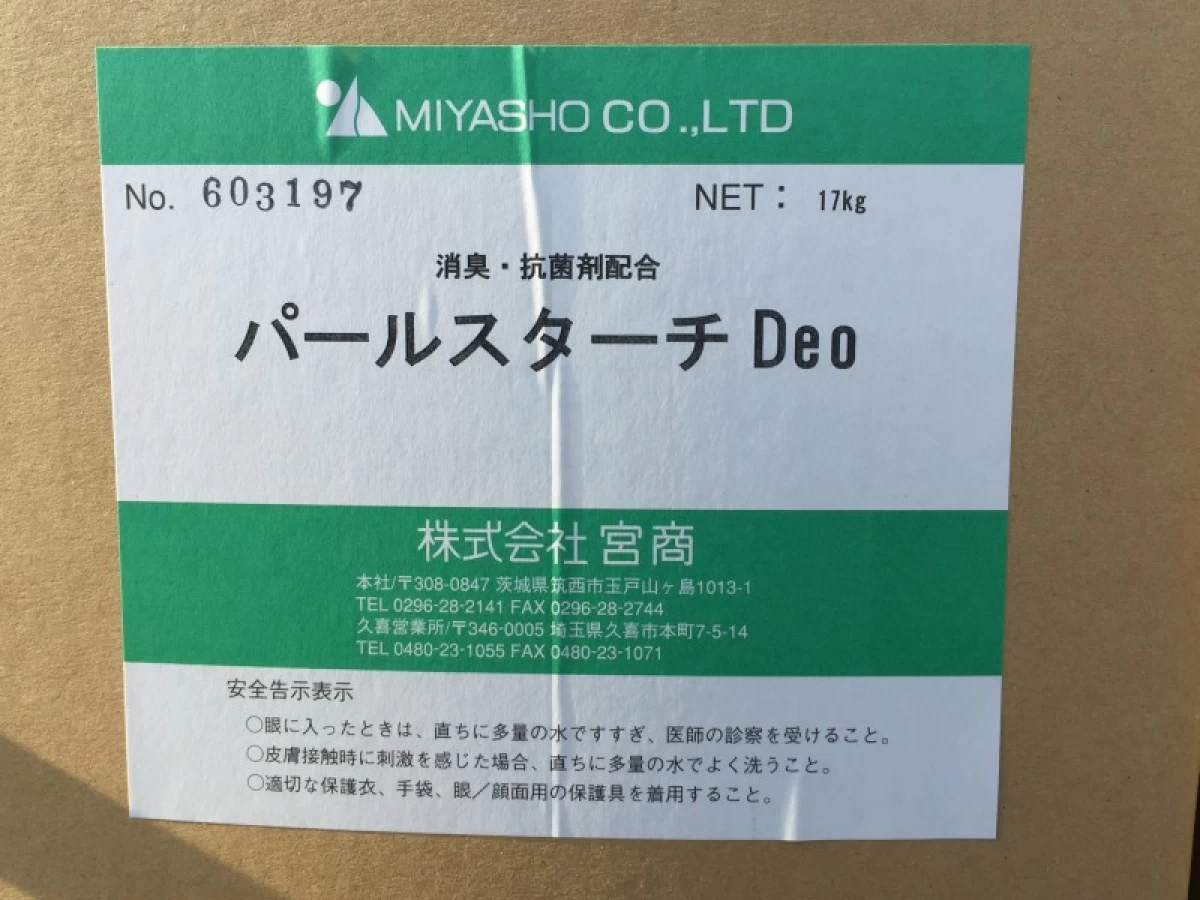 MIYASHO CO.,LTD
No. 603197 NET： 17kg
消臭・抗菌剤配合
パールスターチ Deo
株式会社 宮商
本社/〒308-0847 茨城県筑西市玉戸山ヶ島1013-1
TEL 0296-28-2141 FAX 0296-28-2744
久喜営業所/〒346-0005 埼玉県久喜市本町7-5-14
TEL 0480-23-1055 FAX 0480-23-1071
安全告示表示
○眼に入ったときは、直ちに多量の水ですすぎ、医師の診察を受けること。
○皮膚接触時に刺激を感じた場合、直ちに多量の水でよく洗うこと。
○適切な保護衣、手袋、眼／顔面用の保護具を着用すること。